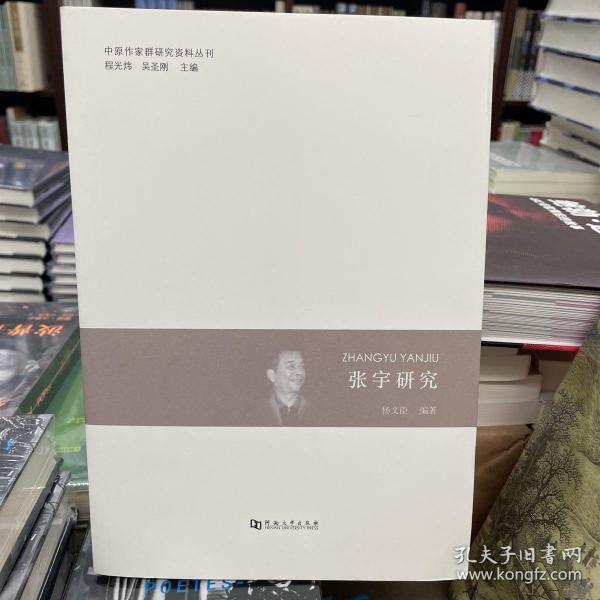 中原作家群研究资料丛刊
程光炜 吴圣刚 主编
ZHANGYU YANJIU
张宇研究
杨文臣 编著
河南大学出版社
HENAN UNIVERSITY PRESS
POETES
孔夫子旧书网
www.kongfz.com